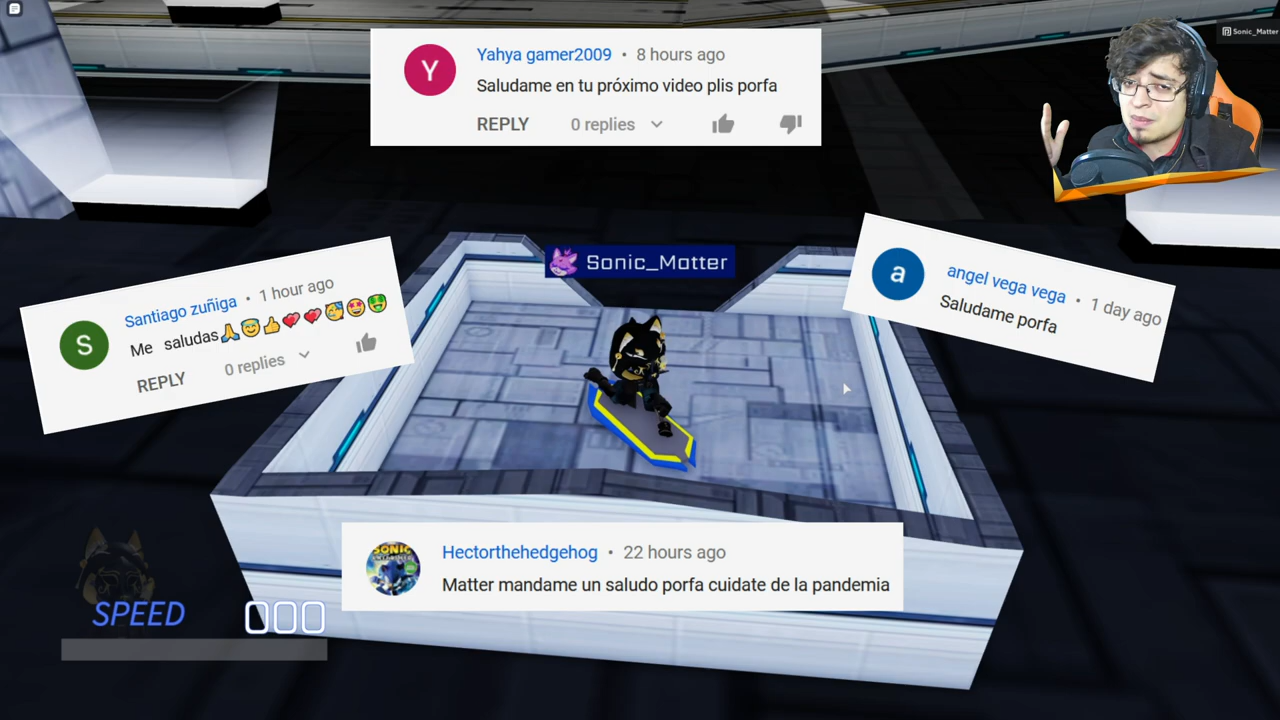 Yahya gamer2009 • 8 hours ago
Saludame en tu próximo video plis porfa
REPLY 0 replies
Sonic_Matter
Sonic_Matter
Santiago zuñiga • 1 hour ago
Me saludas🙏😇👍💓💓🥳🤩🤑
REPLY 0 replies
angel vega vega • 1 day ago
Saludame porfa
Hectorthehedgehog • 22 hours ago
Matter mandame un saludo porfa cuidate de la pandemia
SPEED 000
Y
S
a
SONIC